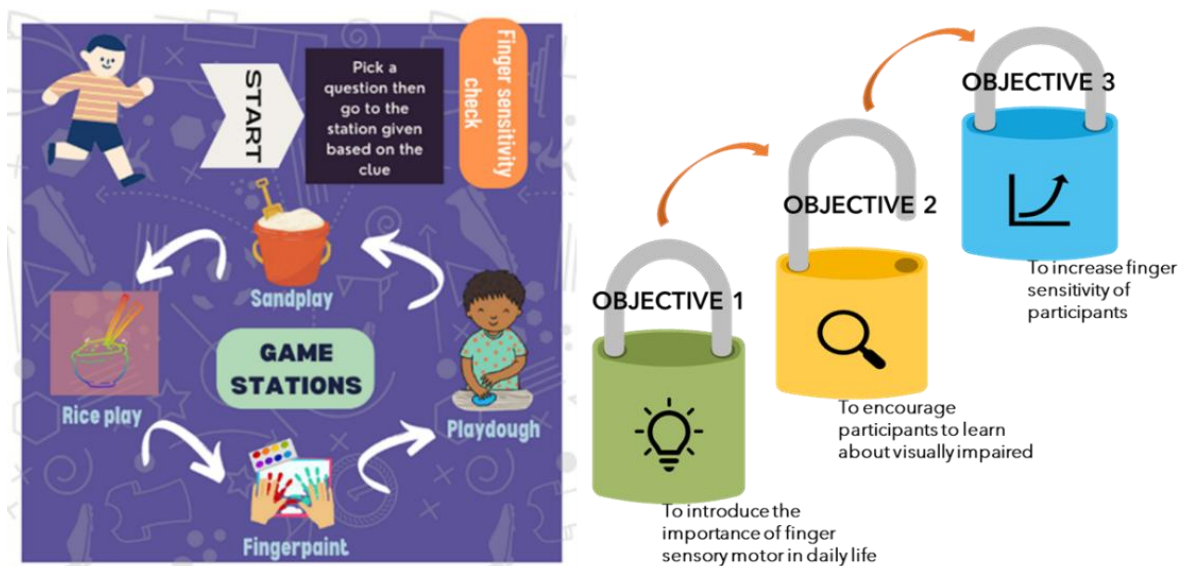 START
Pick a
question then
go to the
station given
based on the
clue
Finger sensitivity
check
Sandplay
GAME
STATIONS
Rice play
Playdough
Fingerpaint
OBJECTIVE 1
To introduce the
importance of finger
sensory motor in daily life
OBJECTIVE 2
To encourage
participants to learn
about visually impaired
OBJECTIVE 3
To increase finger
sensitivity of
participants